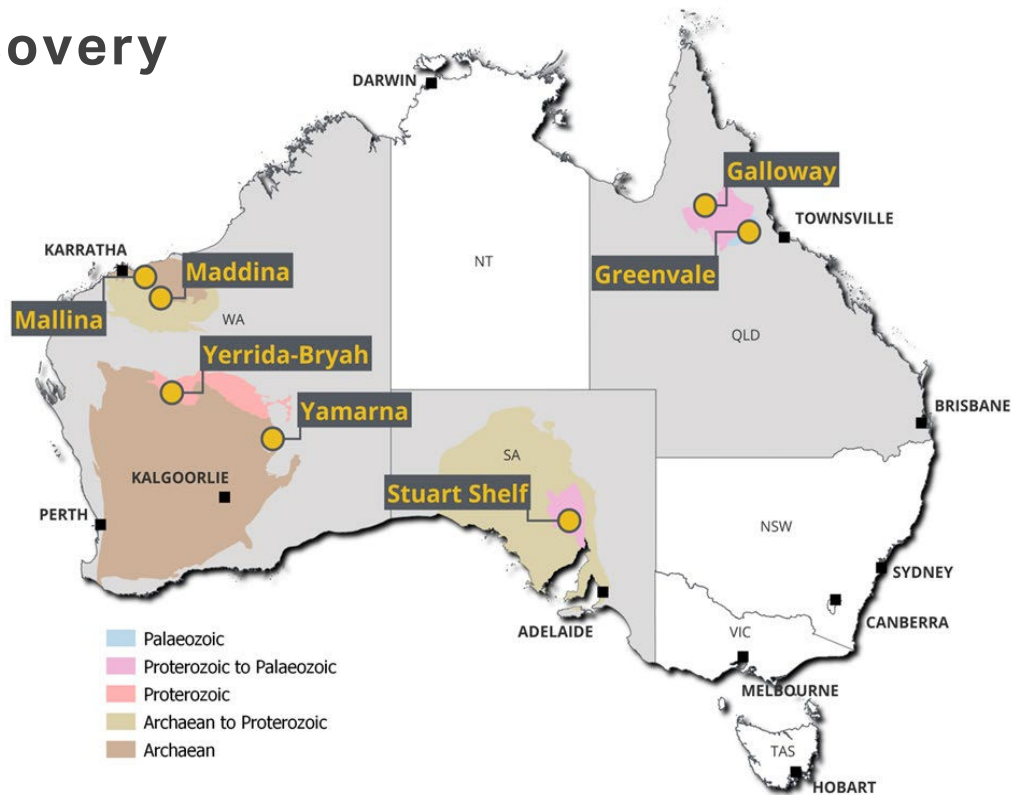 overy
DARWIN
Galloway
TOWNSVILLE
KARRATHA
Maddina
NT
Greenvale
Mallina
WA
QLD
Yerrida-Bryah
Yamarna
BRISBANE
SA
KALGOORLIE
Stuart Shelf
PERTH
NSW
SYDNEY
ADELAIDE
CANBERRA
VIC
MELBOURNE
TAS
HOBART
Palaeozoic
Proterozoic to Palaeozoic
Proterozoic
Archaean to Proterozoic
Archaean